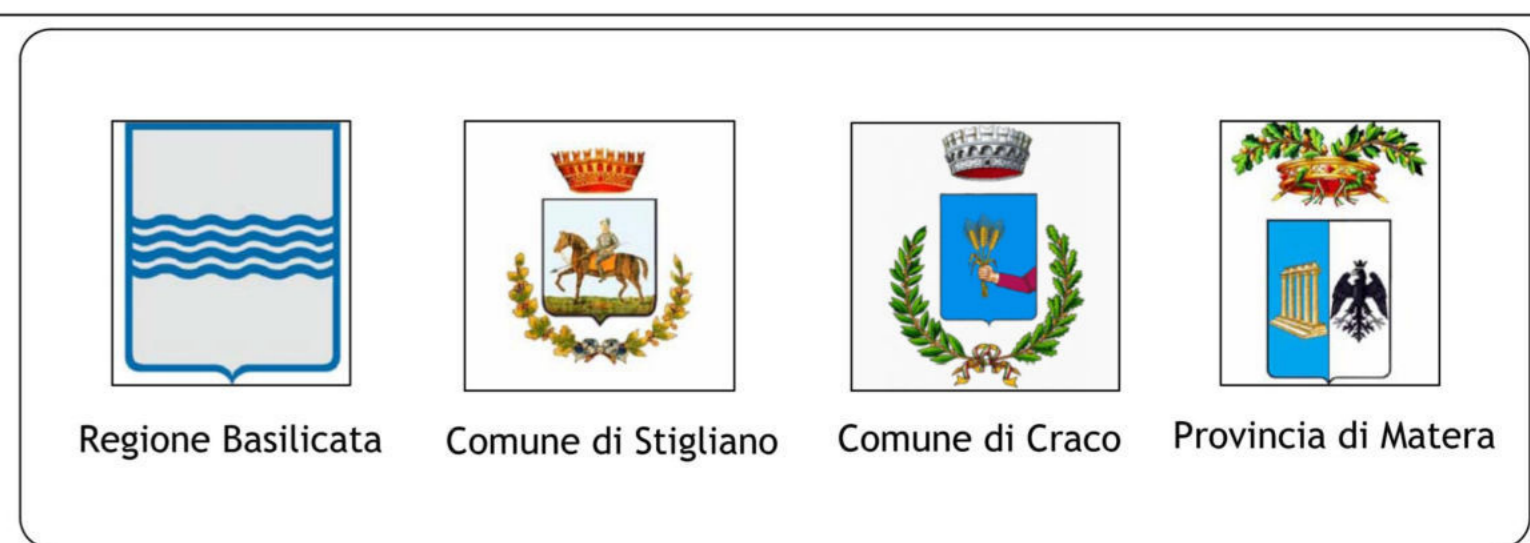 Regione Basilicata
Comune di Stigliano
Comune di Craco
Provincia di Matera